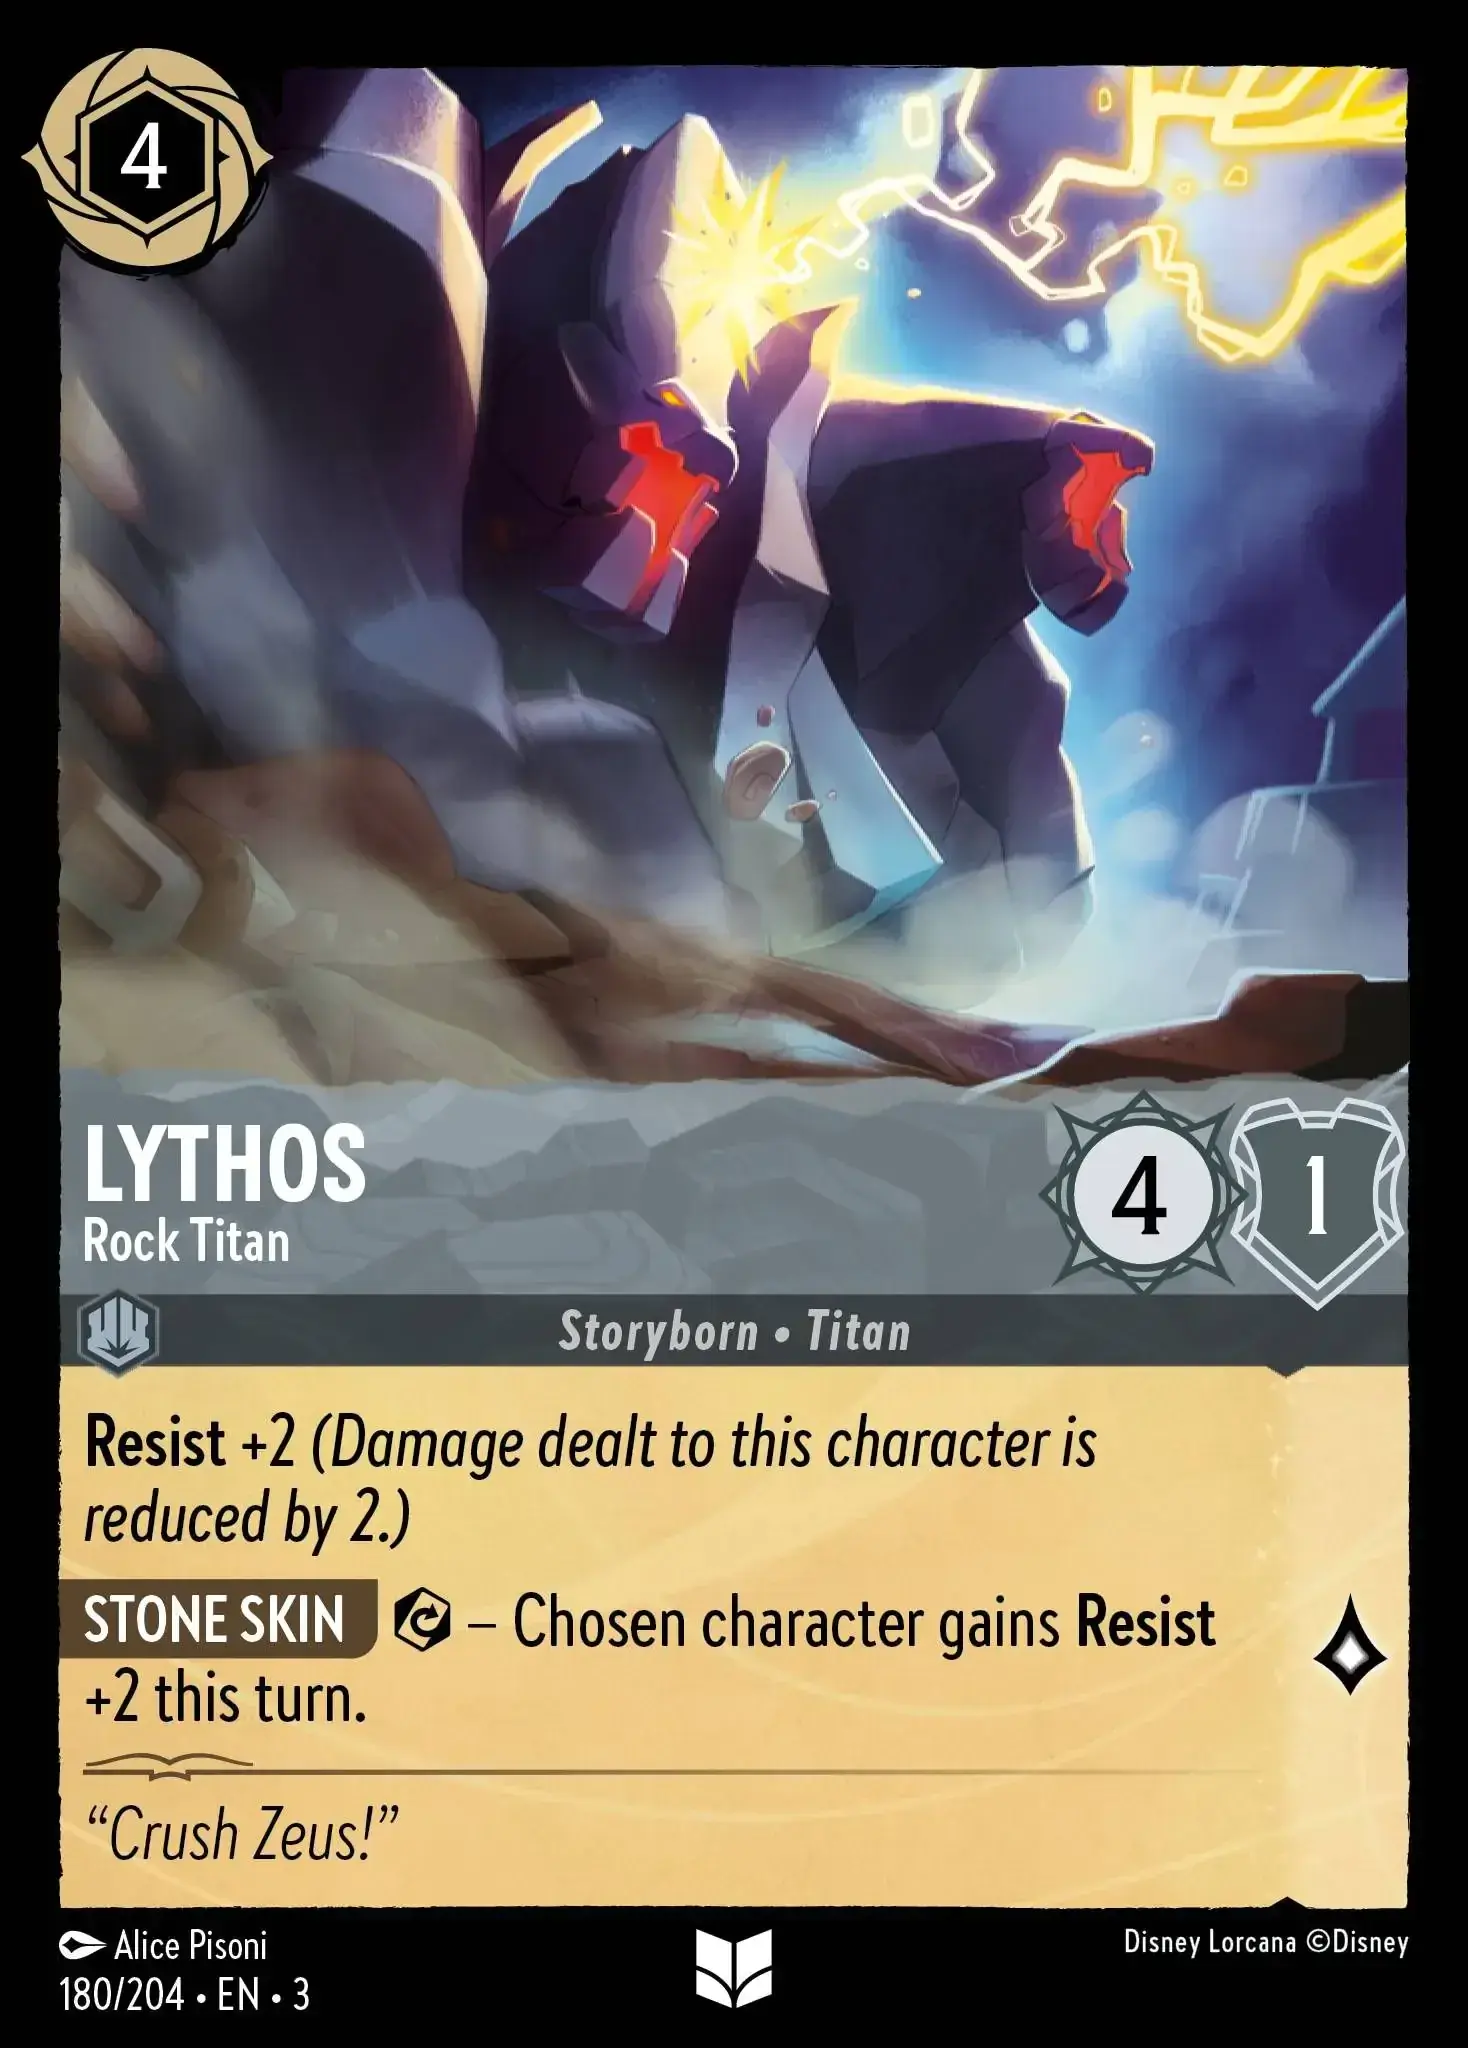 4
LYTHOS
Rock Titan
4
1
Storyborn • Titan
Resist +2 (Damage dealt to this character is
reduced by 2.)
STONE SKIN – Chosen character gains Resist
+2 this turn.
“Crush Zeus!”
Alice Pisoni
Disney Lorcana ©Disney
180/204 • EN • 3